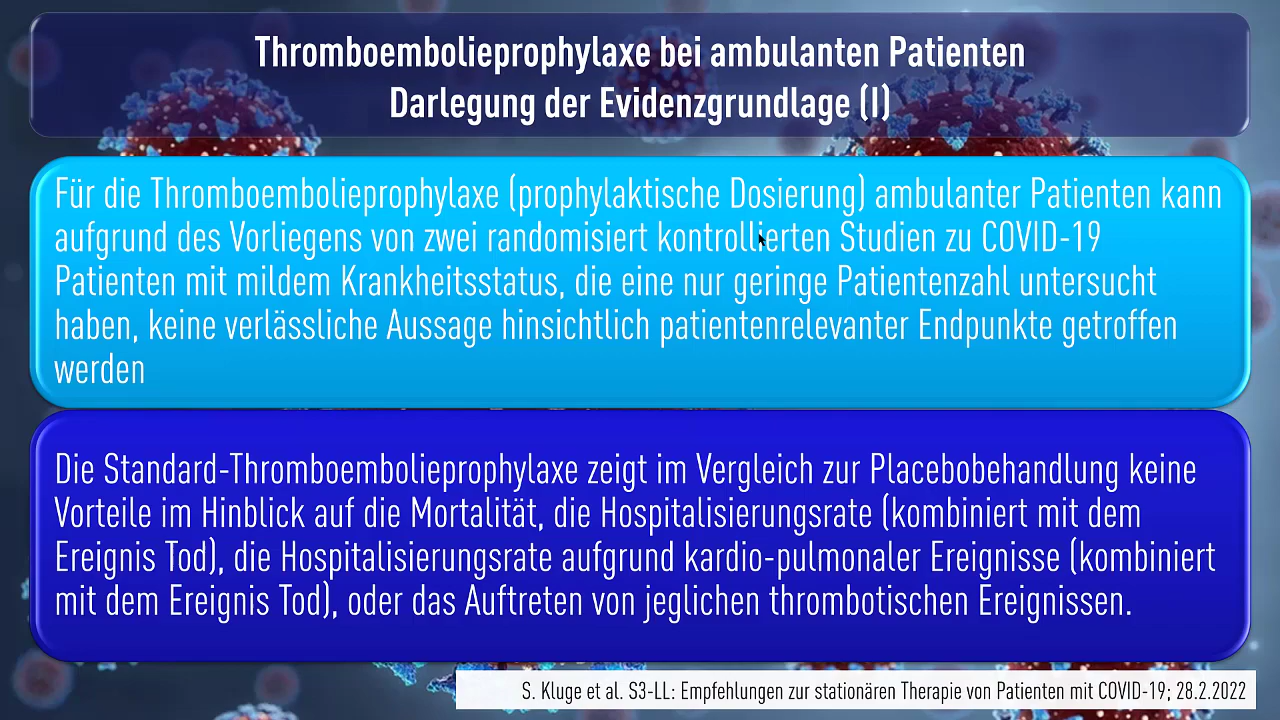 Thromboembolieprophylaxe bei ambulanten Patienten
Darlegung der Evidenzgrundlage (I)
Für die Thromboembolieprophylaxe (prophylaktische Dosierung) ambulanter Patienten kann
aufgrund des Vorliegens von zwei randomisiert kontrollierten Studien zu COVID-19
Patienten mit mildem Krankheitsstatus, die eine nur geringe Patientenzahl untersucht
haben, keine verlässliche Aussage hinsichtlich patientenrelevanter Endpunkte getroffen
werden
Die Standard-Thromboembolieprophylaxe zeigt im Vergleich zur Placebobehandlung keine
Vorteile im Hinblick auf die Mortalität, die Hospitalisierungsrate (kombiniert mit dem
Ereignis Tod), die Hospitalisierungsrate aufgrund kardio-pulmonaler Ereignisse (kombiniert
mit dem Ereignis Tod), oder das Auftreten von jeglichen thrombotischen Ereignissen.
S. Kluge et al. S3-LL: Empfehlungen zur stationären Therapie von Patienten mit COVID-19; 28.2.2022